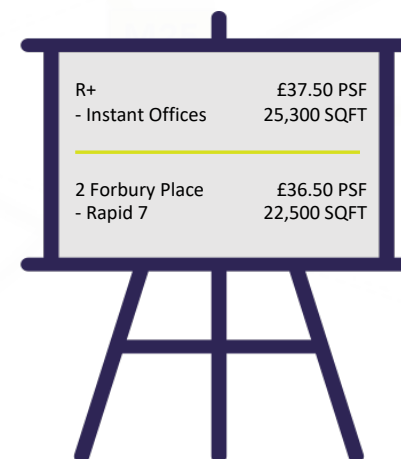 R+ £37.50 PSF
- Instant Offices 25,300 SQFT
2 Forbury Place £36.50 PSF
- Rapid 7 22,500 SQFT